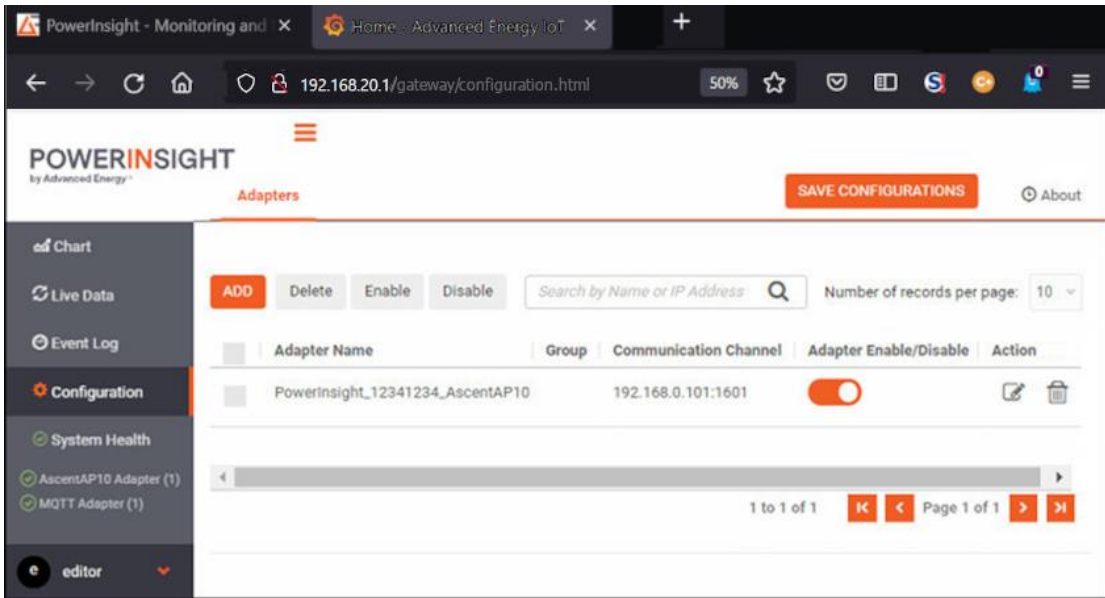 PowerInsight - Monitoring and
Home - Advanced Energy IoT
192.168.20.1/gateway/configuration.html
50%
0
POWERINSIGHT
by Advanced Energy™
Adapters
SAVE CONFIGURATIONS
About
Chart
Live Data
Event Log
Configuration
System Health
AscentAP10 Adapter (1)
MQTT Adapter (1)
e editor
ADD Delete Enable Disable Search by Name or IP Address Number of records per page: 10
Adapter Name Group Communication Channel Adapter Enable/Disable Action
PowerInsight_12341234_AscentAP10 192.168.0.101:1601
1 to 1 of 1 Page 1 of 1